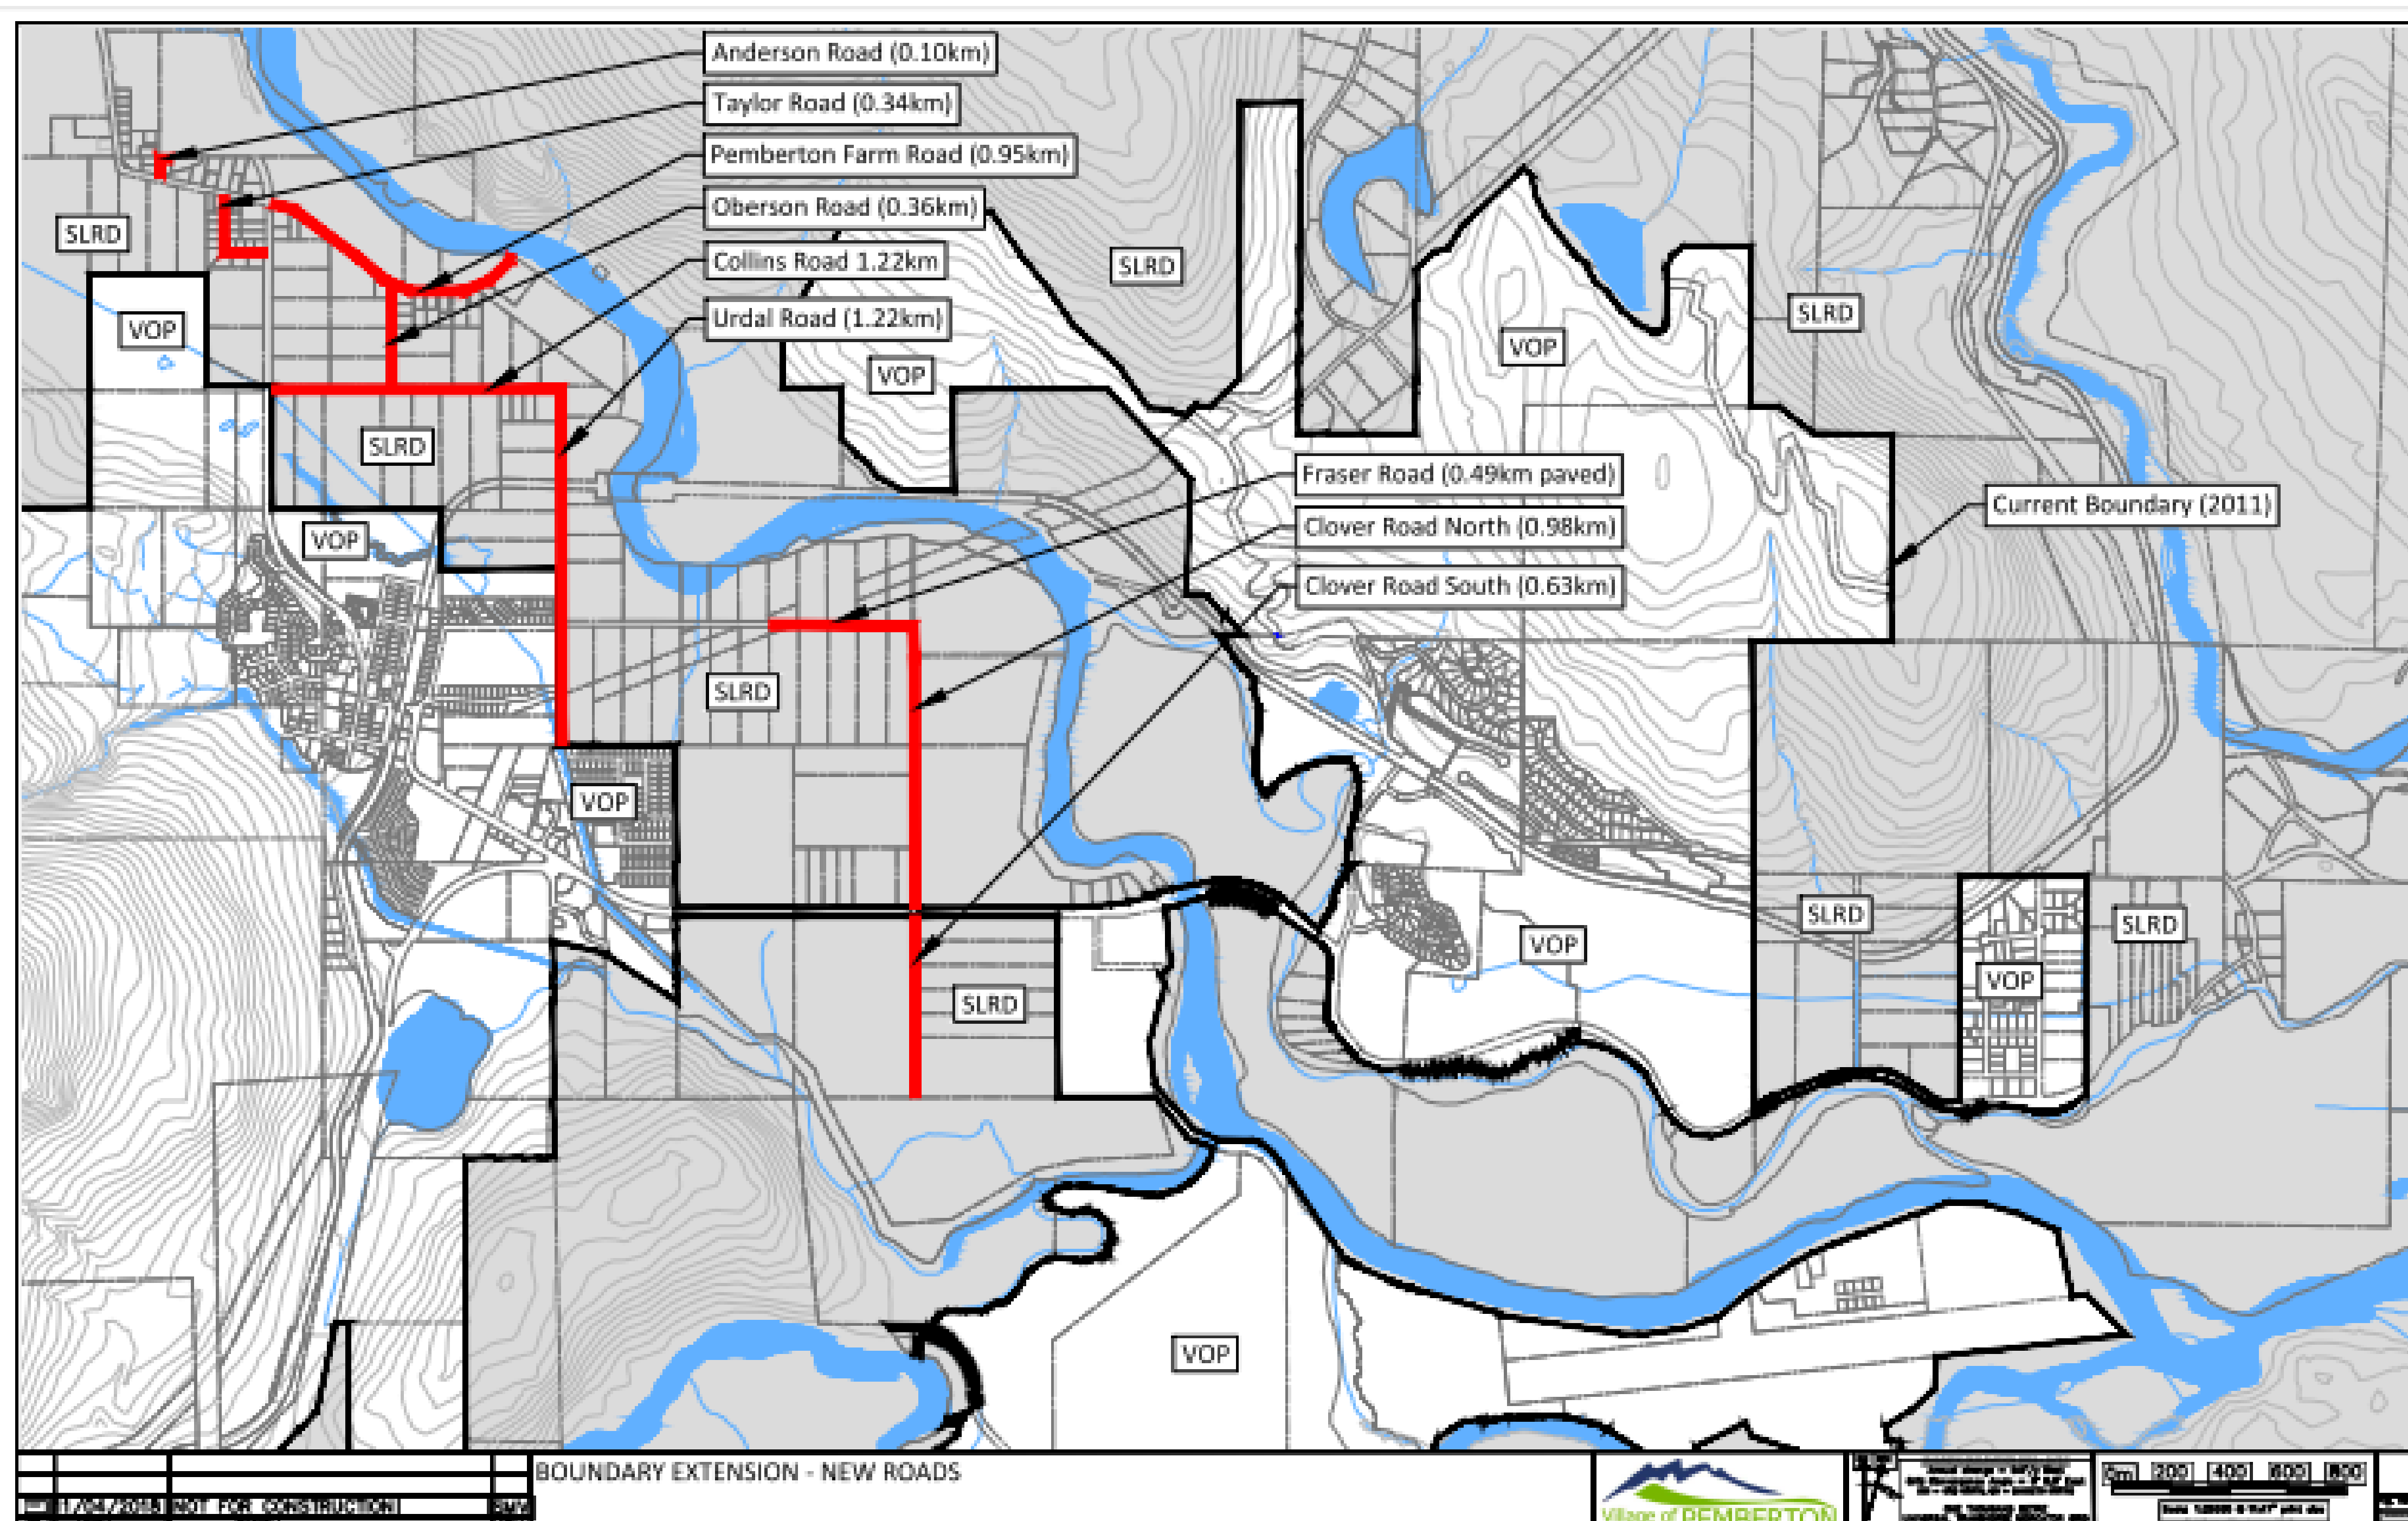 Anderson Road (0.10km)
Taylor Road (0.34km)
Pemberton Farm Road (0.95km)
Oberson Road (0.36km)
Collins Road 1.22km
Urdal Road (1.22km)
SLRD
SLRD
VOP
SLRD
VOP
VOP
SLRD
VOP
Fraser Road (0.49km paved)
Clover Road North (0.98km)
Clover Road South (0.63km)
Current Boundary (2011)
SLRD
VOP
SLRD
VOP
SLRD
VOP
SLRD
VOP
SLRD
VOP
BOUNDARY EXTENSION - NEW ROADS
NOT FOR CONSTRUCTION
Village of PEMBERTON
0m 200 400 600 800